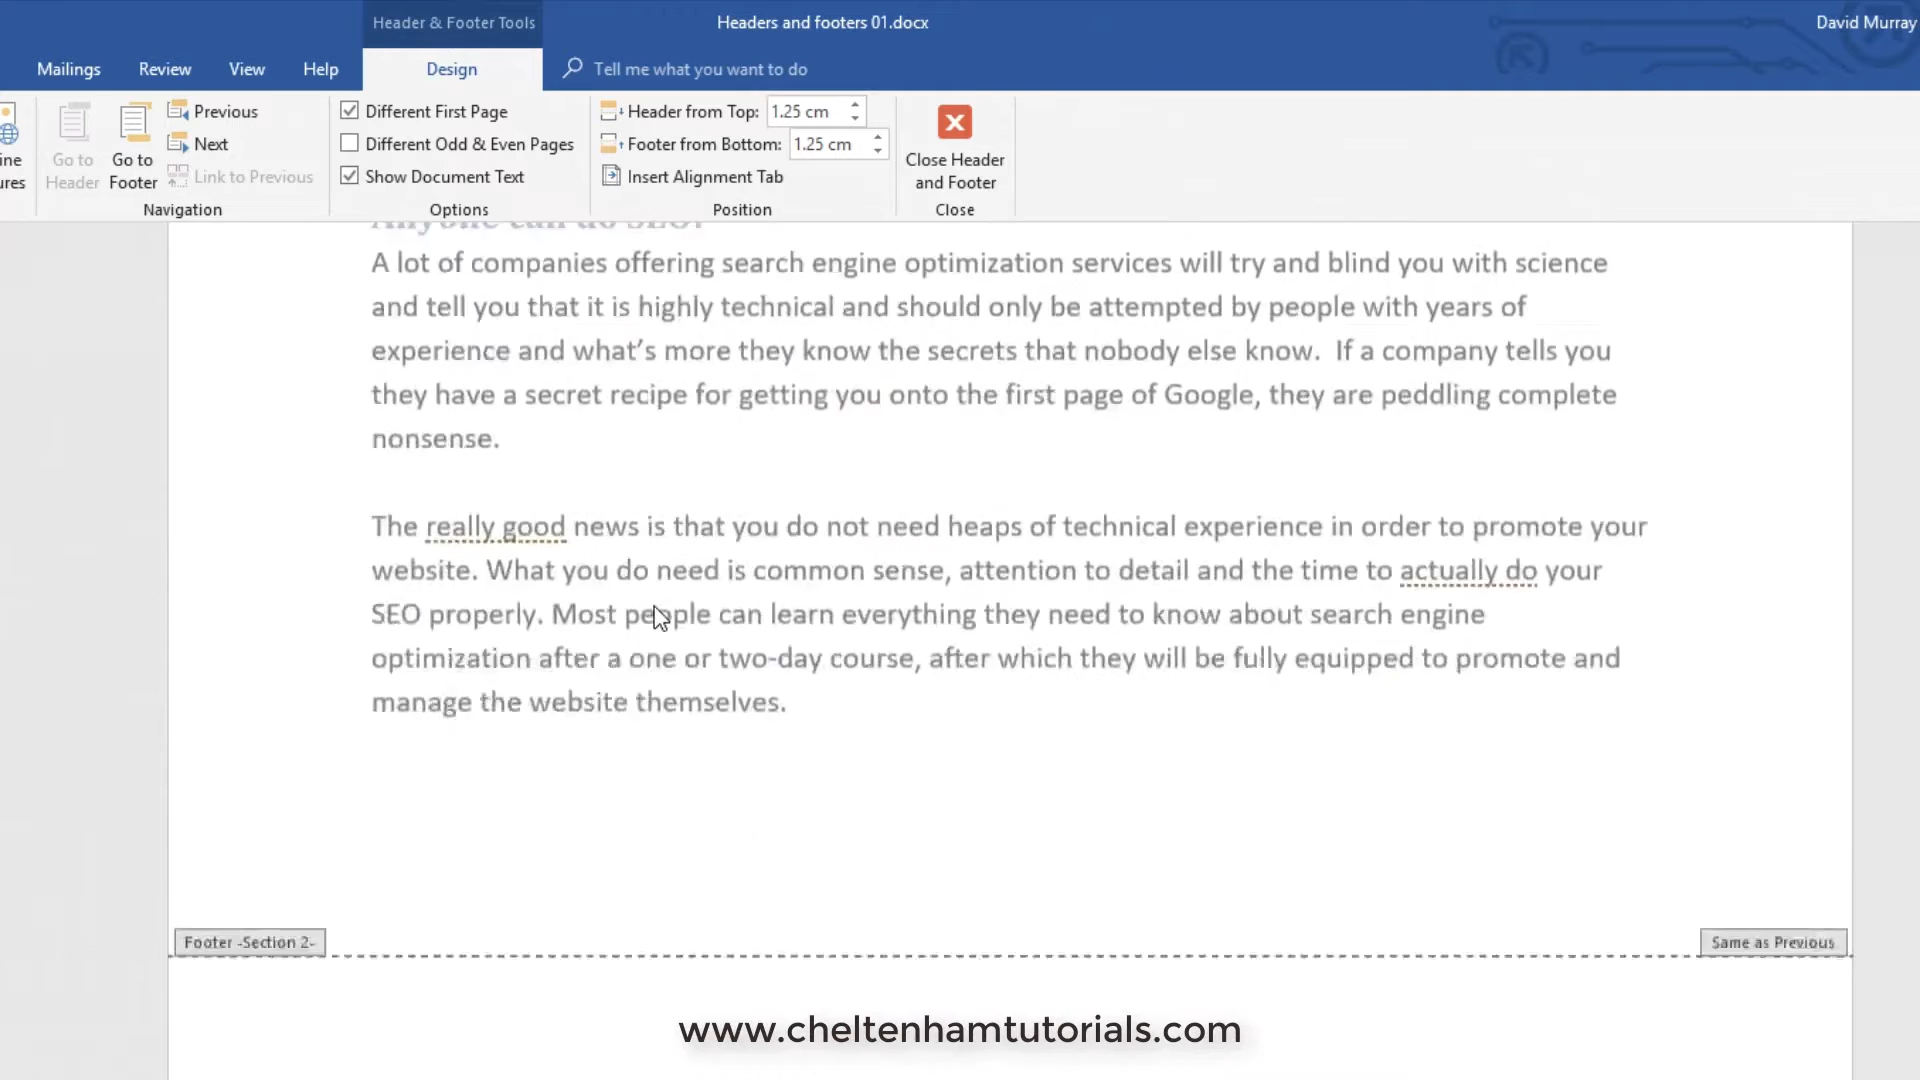 Header & Footer Tools
Headers and footers 01.docx
David Murray
Mailings
Review
View
Help
Design
Tell me what you want to do
Go to Header
Go to Footer
Previous
Next
Link to Previous
Navigation
Different First Page
Different Odd & Even Pages
Show Document Text
Options
Header from Top: 1.25 cm
Footer from Bottom: 1.25 cm
Insert Alignment Tab
Position
Close Header and Footer
Close
Anyone can do SEO!
A lot of companies offering search engine optimization services will try and blind you with science
and tell you that it is highly technical and should only be attempted by people with years of
experience and what’s more they know the secrets that nobody else know.  If a company tells you
they have a secret recipe for getting you onto the first page of Google, they are peddling complete
nonsense.
The really good news is that you do not need heaps of technical experience in order to promote your
website. What you do need is common sense, attention to detail and the time to actually do your
SEO properly. Most people can learn everything they need to know about search engine
optimization after a one or two-day course, after which they will be fully equipped to promote and
manage the website themselves.
Footer -Section 2-
Same as Previous
www.cheltenhamtutorials.com